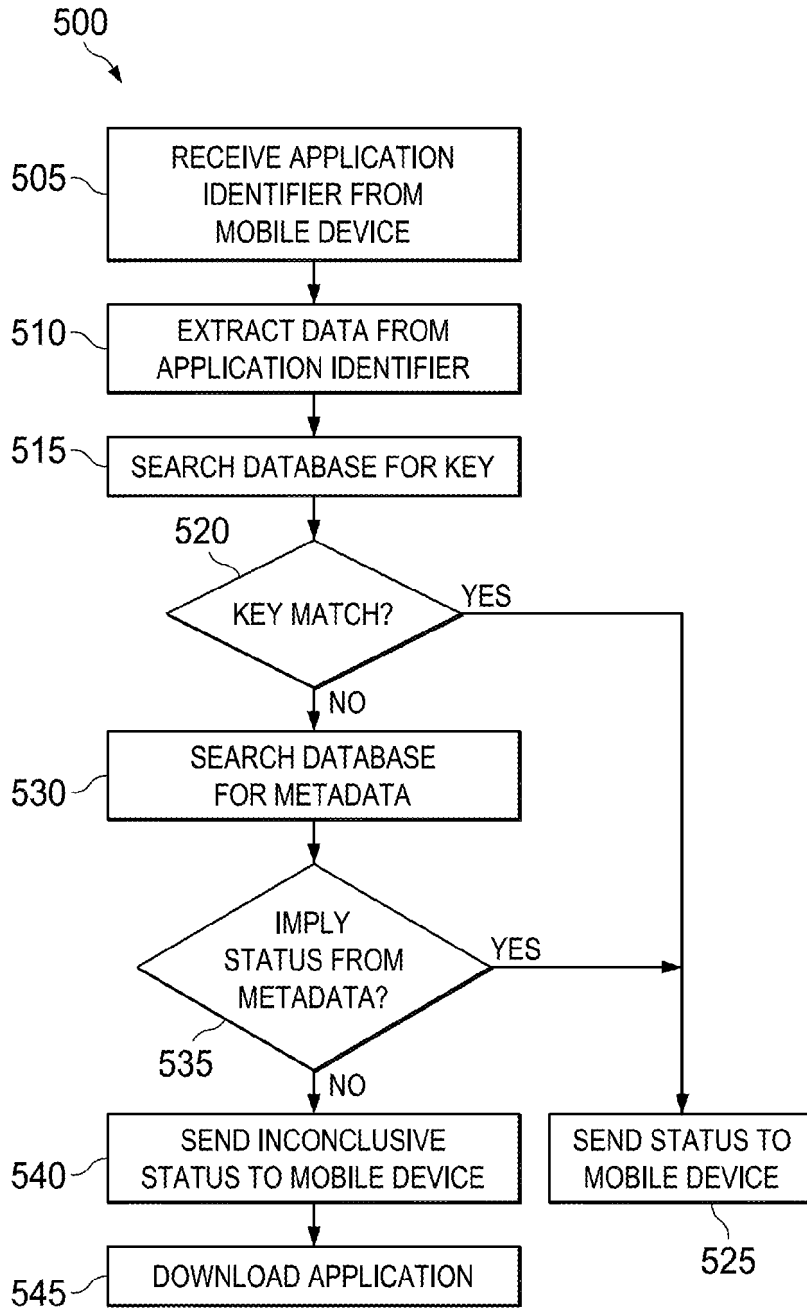 500
505
RECEIVE APPLICATION
IDENTIFIER FROM
MOBILE DEVICE
510
EXTRACT DATA FROM
APPLICATION IDENTIFIER
515
SEARCH DATABASE FOR KEY
520
KEY MATCH?
YES
NO
530
SEARCH DATABASE
FOR METADATA
IMPLY
STATUS FROM
METADATA?
YES
535
NO
540
SEND INCONCLUSIVE
STATUS TO MOBILE DEVICE
SEND STATUS TO
MOBILE DEVICE
525
545
DOWNLOAD APPLICATION